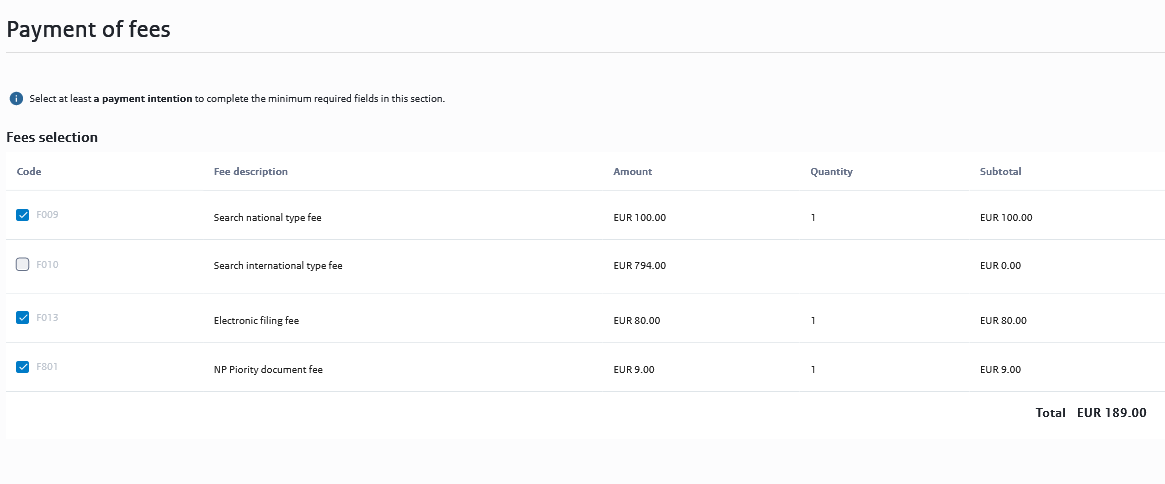 Payment of fees
Select at least a payment intention to complete the minimum required fields in this section.
Fees selection
Code Fee description Amount Quantity Subtotal
F009 Search national type fee EUR 100.00 1 EUR 100.00
F010 Search international type fee EUR 794.00 EUR 0.00
F013 Electronic filing fee EUR 80.00 1 EUR 80.00
F801 NP Piority document fee EUR 9.00 1 EUR 9.00
Total EUR 189.00